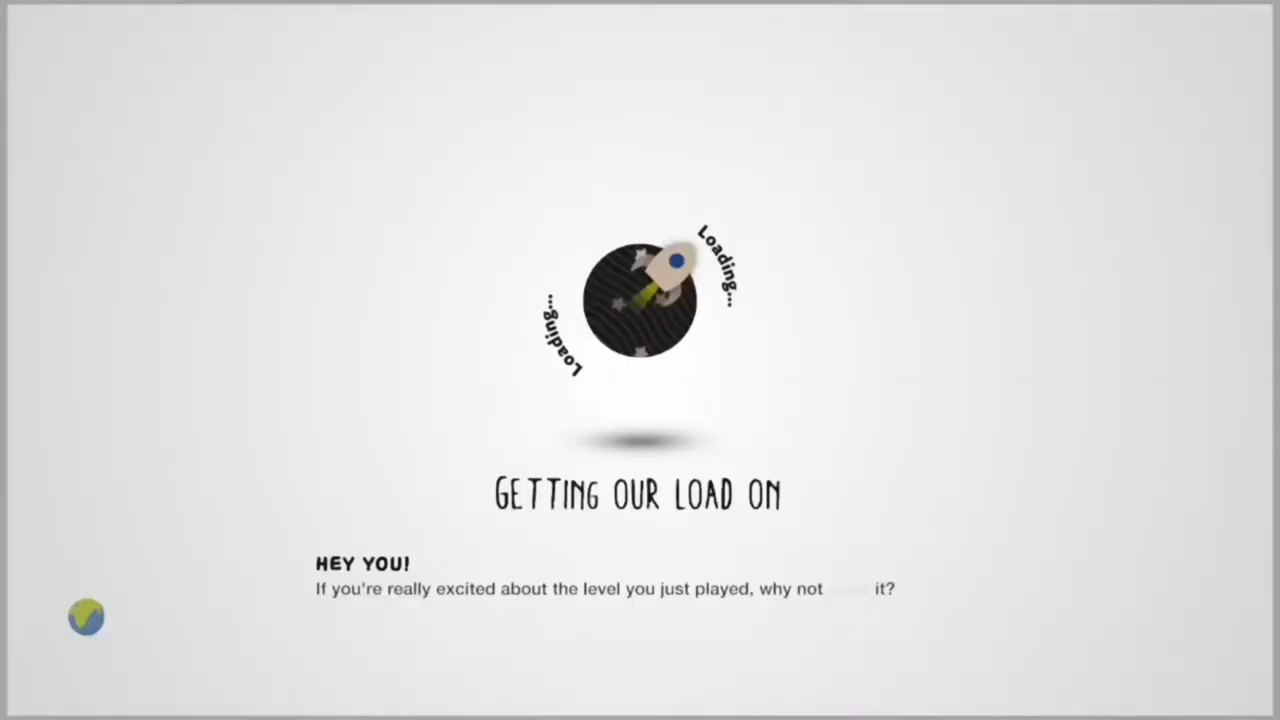 Loading...
Loading...
GETTING OUR LOAD ON
HEY YOU!
If you're really excited about the level you just played, why not it?